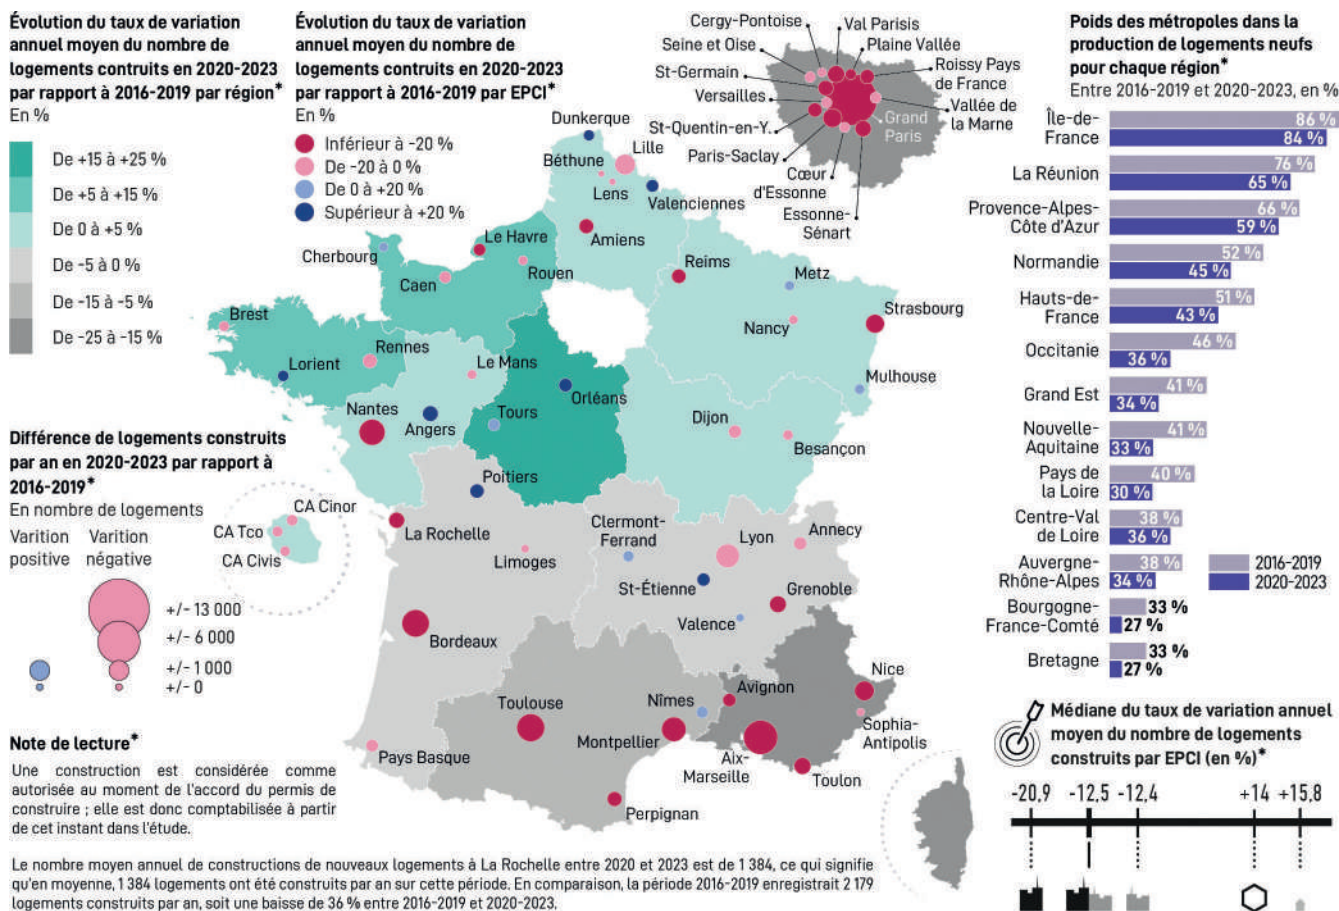 Évolution du taux de variation
annuel moyen du nombre de
logements contruits en 2020-2023
par rapport à 2016-2019 par région*
En %
De +15 à +25 %
De +5 à +15 %
De 0 à +5 %
De -5 à 0 %
De -15 à -5 %
De -25 à -15 %
Évolution du taux de variation
annuel moyen du nombre de
logements contruits en 2020-2023
par rapport à 2016-2019 par EPCI*
En %
Inférieur à -20 %
De -20 à 0 %
De 0 à +20 %
Supérieur à +20 %
Cergy-Pontoise
Val Parisis
Seine et Oise
Plaine Vallée
St-Germain
Roissy Pays
de France
Versailles
Vallée de
la Marne
Grand
Paris
St-Quentin-en-Y.
Paris-Saclay
Cœur
d'Essonne
Essonne-
Sénart
Dunkerque
Lille
Béthune
Lens
Valenciennes
Amiens
Le Havre
Cherbourg
Rouen
Caen
Reims
Metz
Nancy
Strasbourg
Brest
Rennes
Le Mans
Lorient
Orléans
Mulhouse
Nantes
Angers
Tours
Dijon
Besançon
Poitiers
La Rochelle
Limoges
Clermont-
Ferrand
Lyon
Annecy
St-Étienne
Grenoble
Valence
Bordeaux
Toulouse
Nîmes
Avignon
Nice
Sophia-
Antipolis
Montpellier
Aix-
Marseille
Toulon
Pays Basque
Perpignan
Différence de logements construits
par an en 2020-2023 par rapport à
2016-2019*
En nombre de logements
Varition
positive
Varition
négative
+/- 13 000
+/- 6 000
+/- 1 000
+/- 0
CA Cinor
CA Tco
CA Civis
Note de lecture*
Une construction est considérée comme
autorisée au moment de l'accord du permis de
construire ; elle est donc comptabilisée à partir
de cet instant dans l'étude.
Le nombre moyen annuel de constructions de nouveaux logements à La Rochelle entre 2020 et 2023 est de 1 384, ce qui signifie
qu'en moyenne, 1 384 logements ont été construits par an sur cette période. En comparaison, la période 2016-2019 enregistrait 2 179
logements construits par an, soit une baisse de 36 % entre 2016-2019 et 2020-2023.
Poids des métropoles dans la
production de logements neufs
pour chaque région*
Entre 2016-2019 et 2020-2023, en %
Île-de-
France
86 %
84 %
La Réunion
76 %
65 %
Provence-Alpes-
Côte d'Azur
66 %
59 %
Normandie
52 %
45 %
Hauts-de-
France
51 %
43 %
Occitanie
46 %
36 %
Grand Est
41 %
34 %
Nouvelle-
Aquitaine
41 %
33 %
Pays de
la Loire
40 %
30 %
Centre-Val
de Loire
38 %
36 %
Auvergne-
Rhône-Alpes
38 %
34 %
Bourgogne-
France-Comté
33 %
27 %
Bretagne
33 %
27 %
2016-2019
2020-2023
Médiane du taux de variation annuel
moyen du nombre de logements
construits par EPCI (en %)*
-20,9
-12,5
-12,4
+14
+15,8